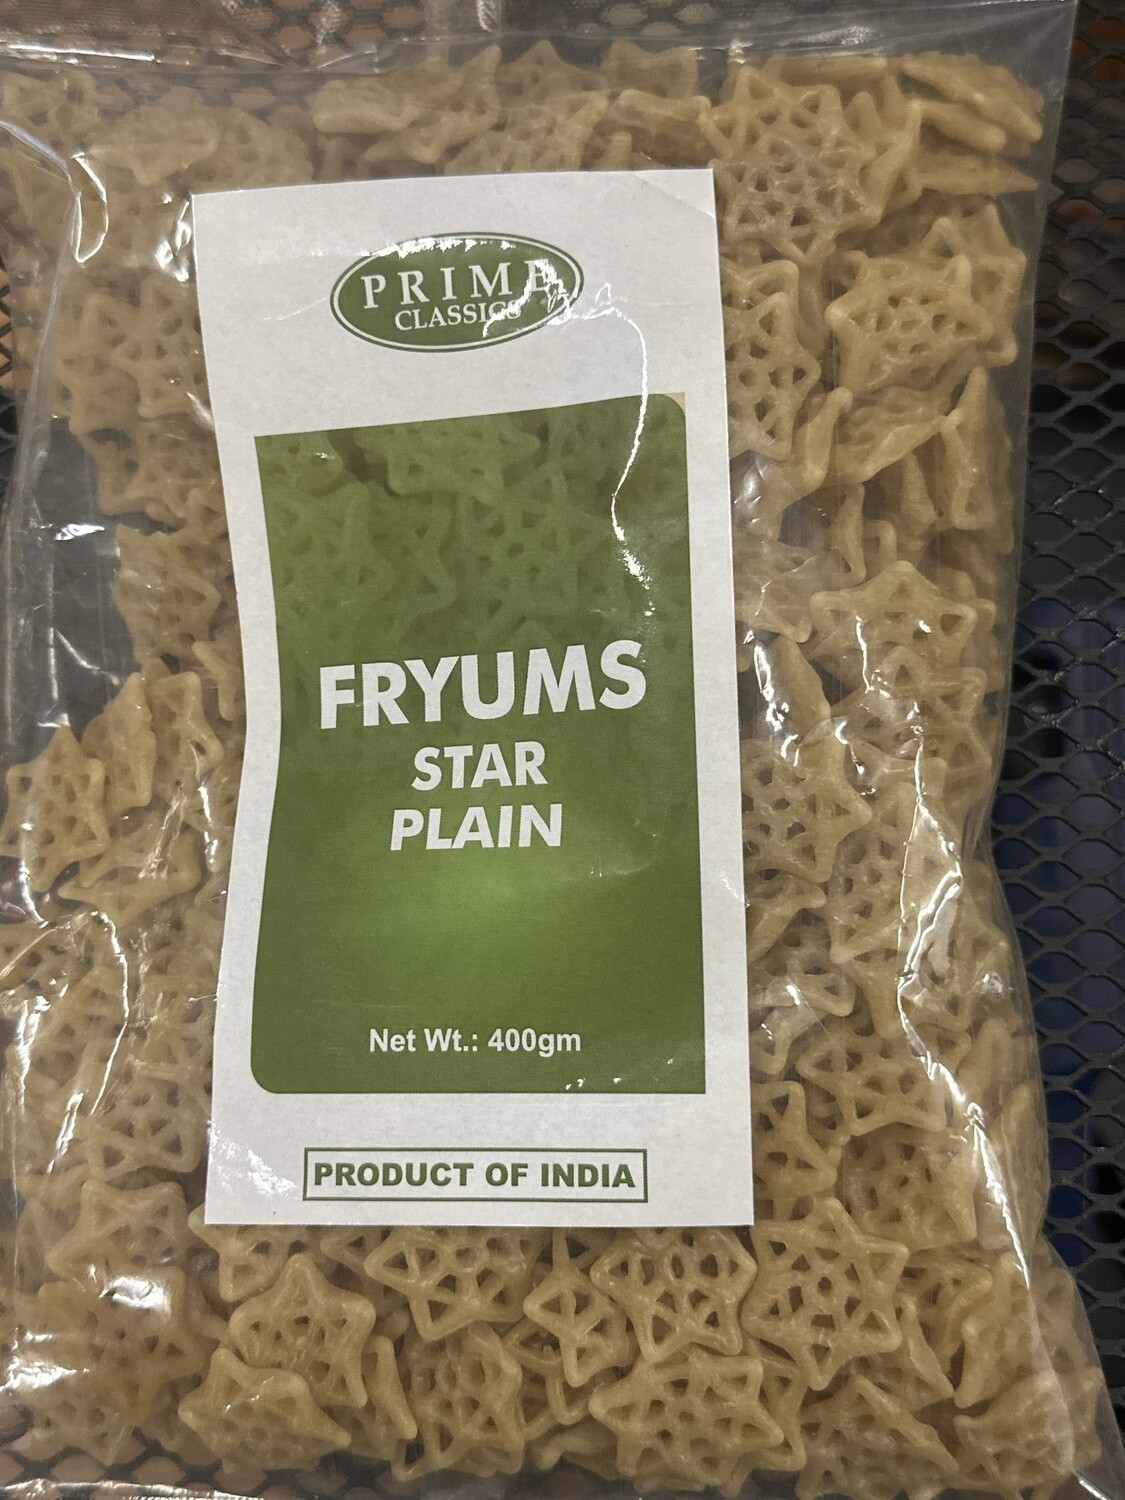 PRIME
CLASSICS
FRYUMS
STAR
PLAIN
Net Wt.: 400gm
PRODUCT OF INDIA